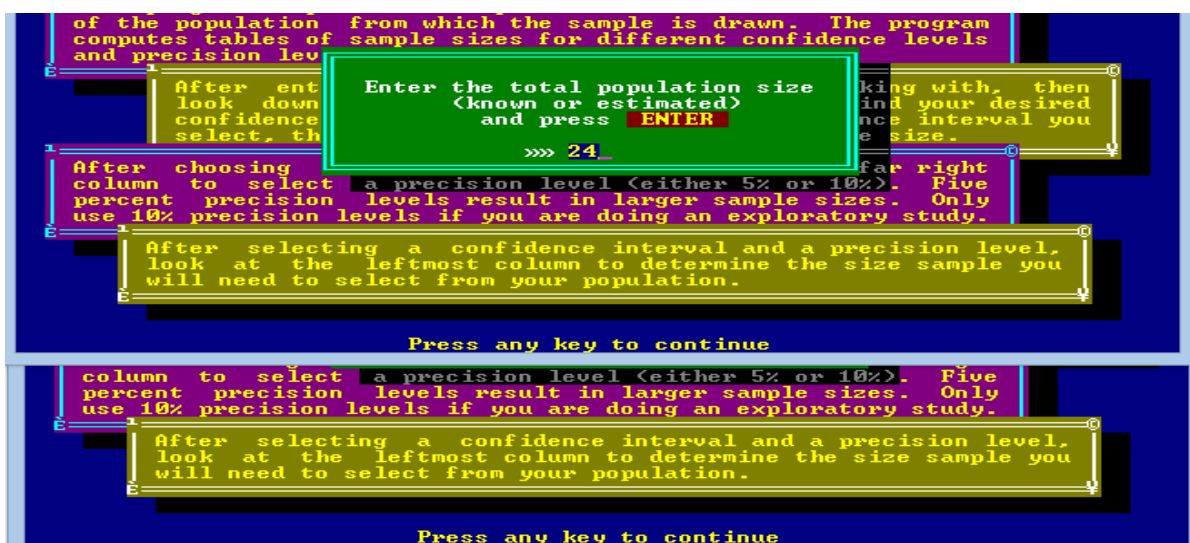 of the population from which the sample is drawn. The program
computes tables of sample sizes for different confidence levels
and precision lev
After ent
look down
confidence
select, th
king with, then
ind your desired
nce interval you
e size.
Enter the total population size
(known or estimated)
and press ENTER
>>>> 24_
After choosing far right
column to select a precision level (either 5% or 10%). Five
percent precision levels result in larger sample sizes. Only
use 10% precision levels if you are doing an exploratory study.
After selecting a confidence interval and a precision level,
look at the leftmost column to determine the size sample you
will need to select from your population.
Press any key to continue
column to select a precision level (either 5% or 10%). Five
percent precision levels result in larger sample sizes. Only
use 10% precision levels if you are doing an exploratory study.
After selecting a confidence interval and a precision level,
look at the leftmost column to determine the size sample you
will need to select from your population.
Press any key to continue